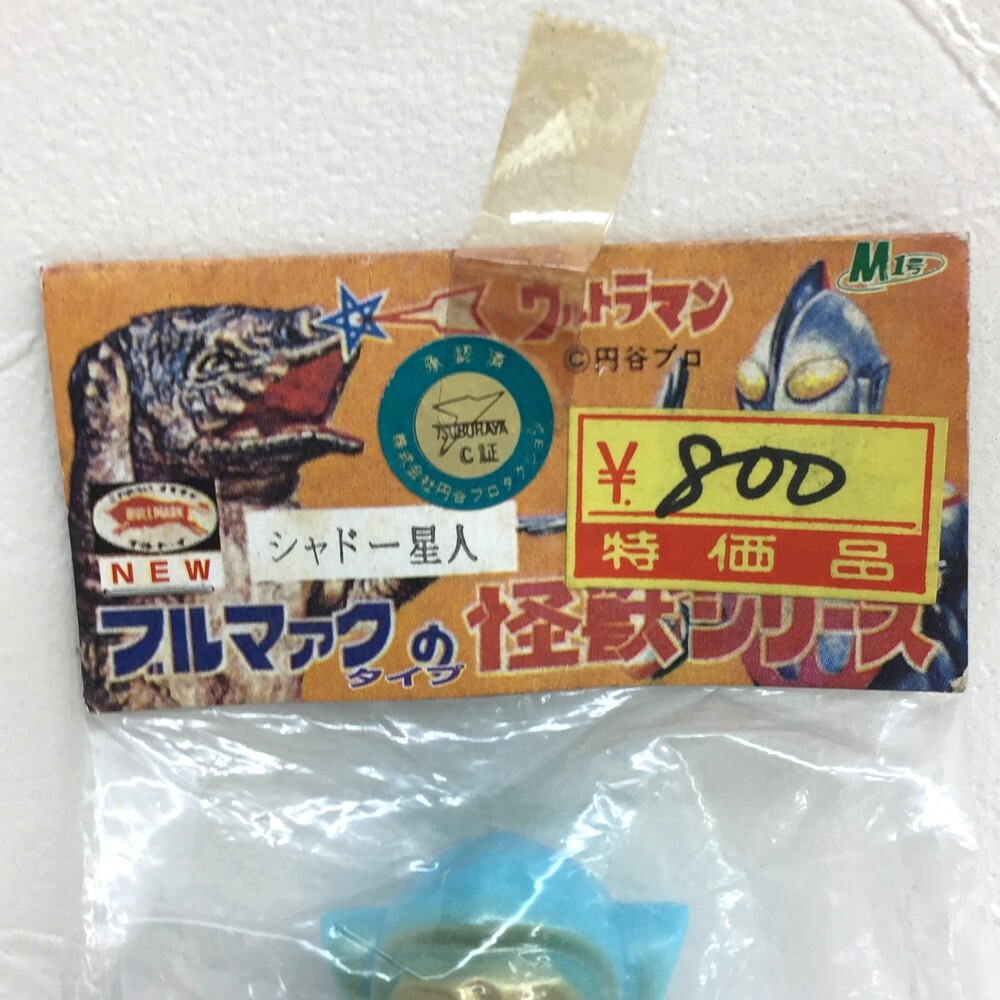 M1号
ウルトラマン
©円谷プロ
承認済
TSUBURAYA
C証
株式会社円谷プロダクション
¥800
特価品
BULLMARK
NEW
シャドー星人
ブルマァクの怪獣シリーズ
タイプ